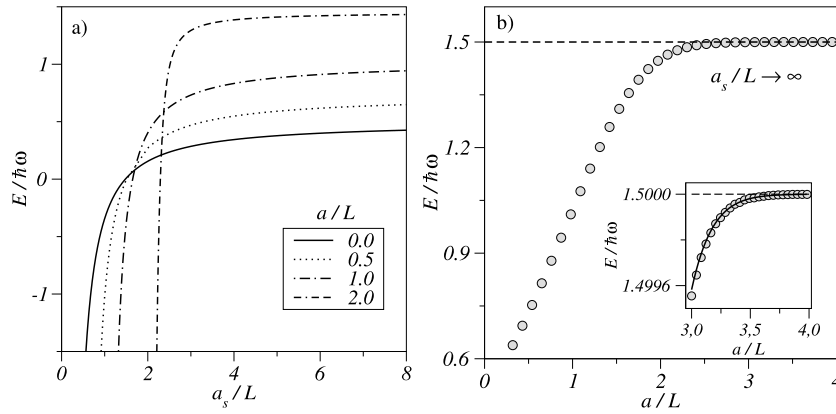 a)
E / ħω
1
0
-1
a / L
0.0
0.5
1.0
2.0
0 2 4 6 8
a_s / L
b)
E / ħω
1.5
1.2
0.9
0.6
a_s / L → ∞
E / ħω
1.5000
1.4996
3,0 3,5 4,0
a / L
0 1 2 3 4
a / L